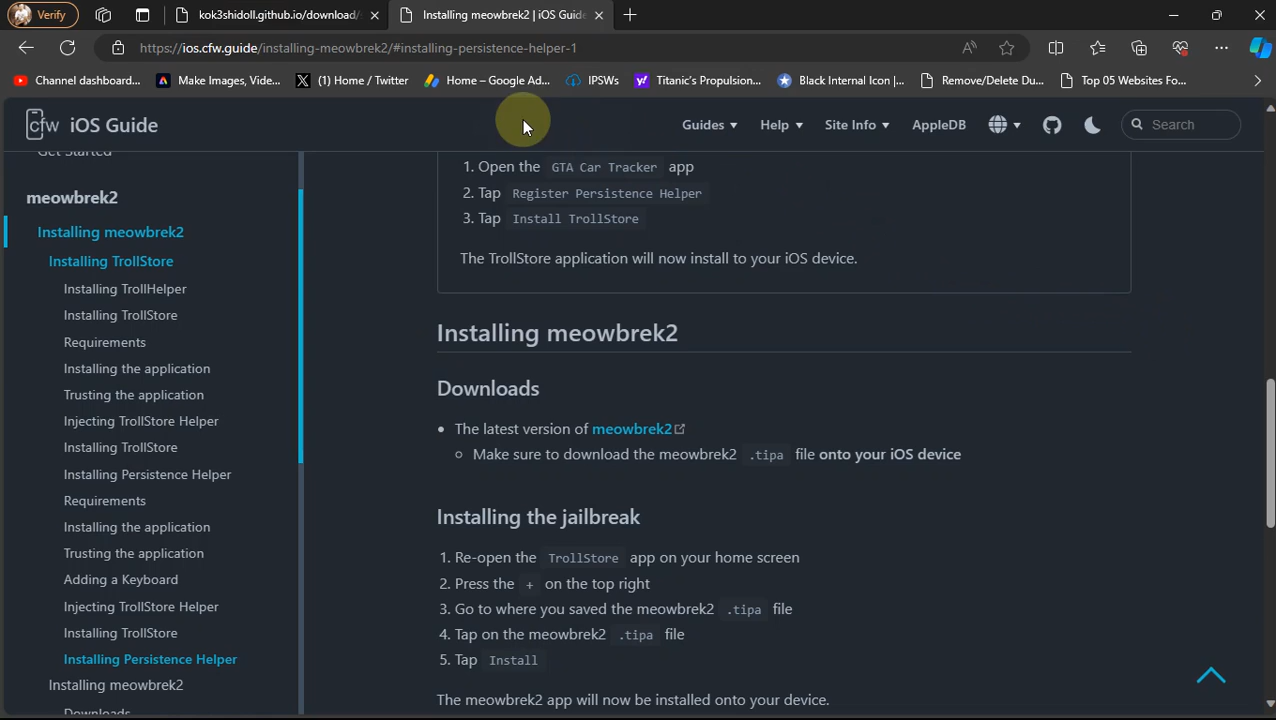 Verify
kok3shidoll.github.io/download/
Installing meowbrek2 | iOS Guide
https://ios.cfw.guide/installing-meowbrek2/#installing-persistence-helper-1
Channel dashboard...
Make Images, Vide...
(1) Home / Twitter
Home – Google Ad...
IPSWs
Titanic's Propulsion...
Black Internal Icon |...
Remove/Delete Du...
Top 05 Websites Fo...
cfw iOS Guide
Guides
Help
Site Info
AppleDB
Search
Get Started
meowbrek2
Installing meowbrek2
Installing TrollStore
Installing TrollHelper
Installing TrollStore
Requirements
Installing the application
Trusting the application
Injecting TrollStore Helper
Installing TrollStore
Installing Persistence Helper
Requirements
Installing the application
Trusting the application
Adding a Keyboard
Injecting TrollStore Helper
Installing TrollStore
Installing Persistence Helper
Installing meowbrek2
Downloads
1. Open the GTA Car Tracker app
2. Tap Register Persistence Helper
3. Tap Install TrollStore
The TrollStore application will now install to your iOS device.
Installing meowbrek2
Downloads
• The latest version of meowbrek2
Make sure to download the meowbrek2 .tipa file onto your iOS device
Installing the jailbreak
1. Re-open the TrollStore app on your home screen
2. Press the + on the top right
3. Go to where you saved the meowbrek2 .tipa file
4. Tap on the meowbrek2 .tipa file
5. Tap Install
The meowbrek2 app will now be installed onto your device.